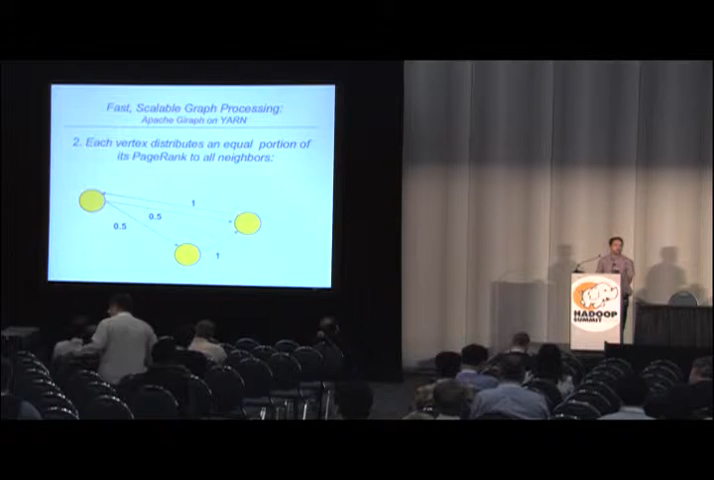 Fast, Scalable Graph Processing:
Apache Giraph on YARN
2. Each vertex distributes an equal portion of
its PageRank to all neighbors:
1
0.5
0.5
1
HADOOP
SUMMIT